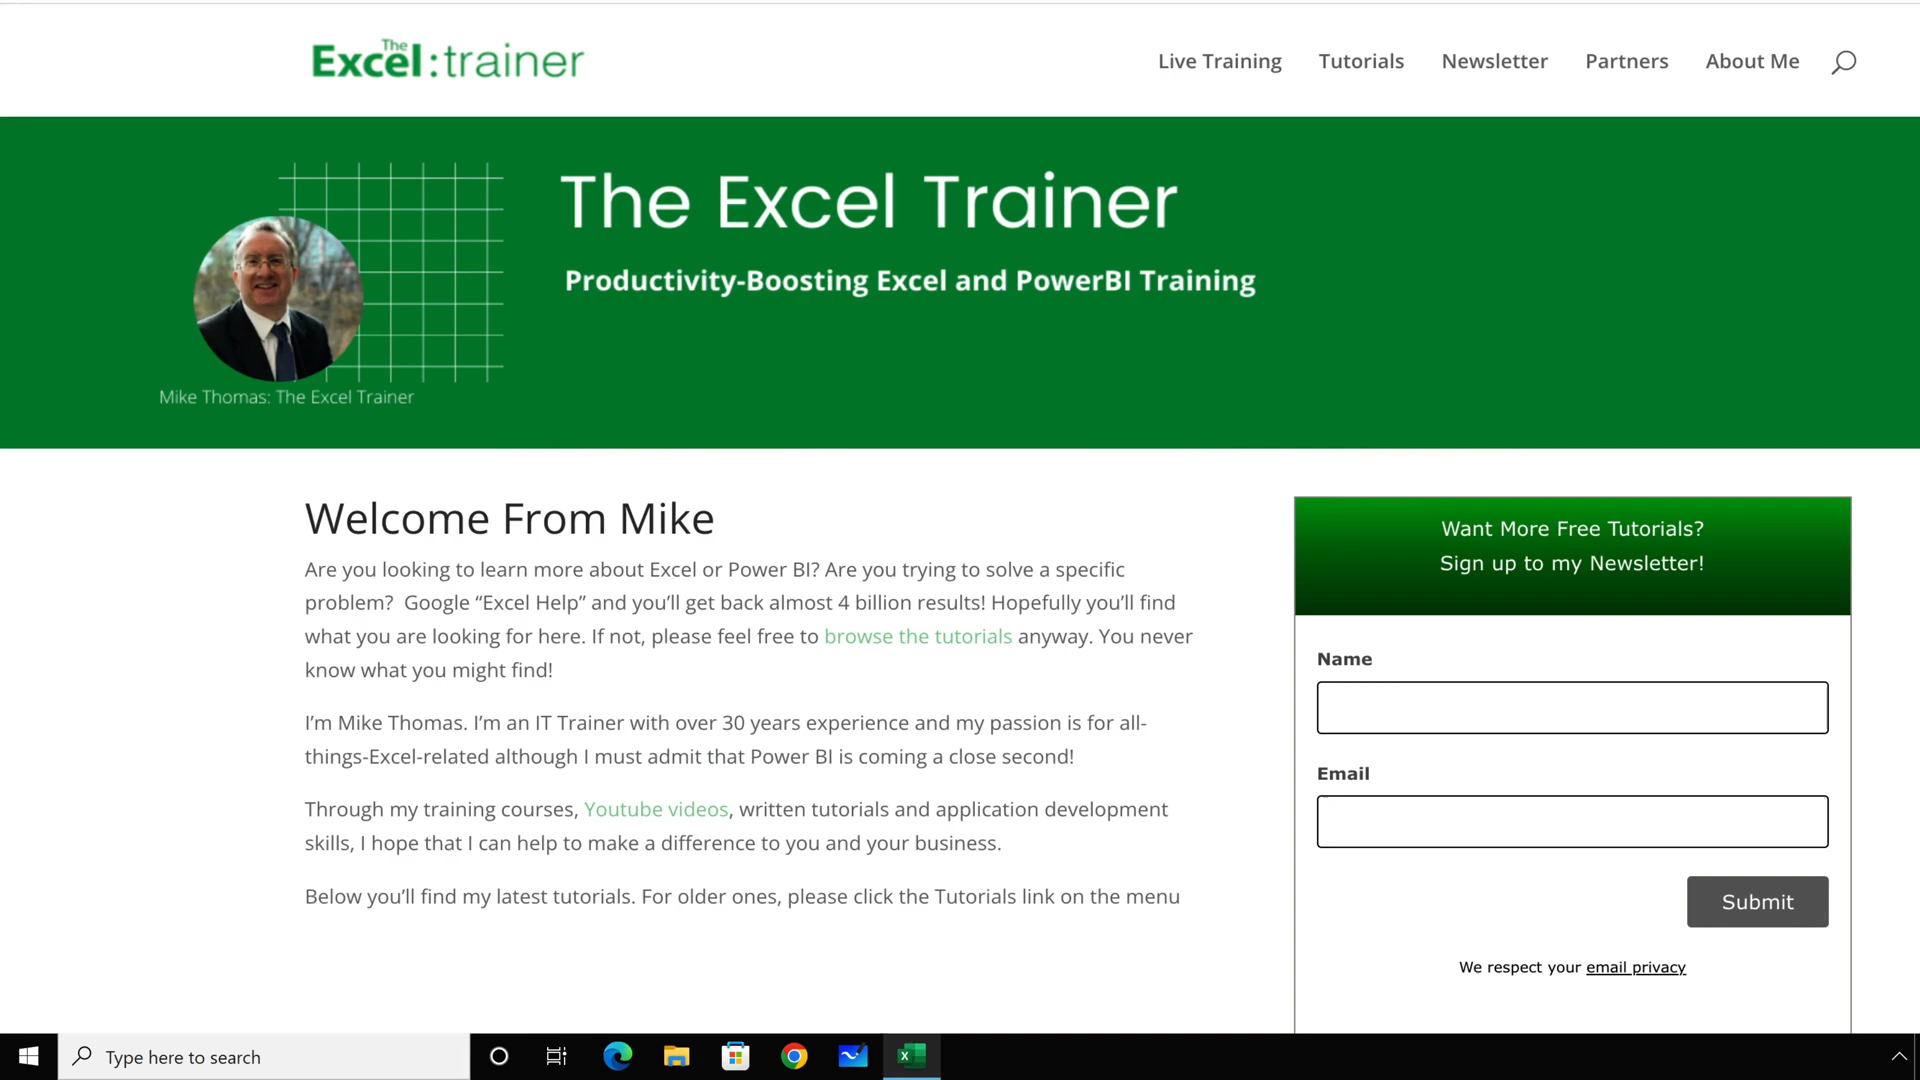 The
Excel:trainer
Live Training
Tutorials
Newsletter
Partners
About Me
The Excel Trainer
Productivity-Boosting Excel and PowerBI Training
Mike Thomas: The Excel Trainer
Welcome From Mike
Are you looking to learn more about Excel or Power BI? Are you trying to solve a specific
problem?  Google “Excel Help” and you’ll get back almost 4 billion results! Hopefully you’ll find
what you are looking for here. If not, please feel free to browse the tutorials anyway. You never
know what you might find!
I’m Mike Thomas. I’m an IT Trainer with over 30 years experience and my passion is for all-
things-Excel-related although I must admit that Power BI is coming a close second!
Through my training courses, Youtube videos, written tutorials and application development
skills, I hope that I can help to make a difference to you and your business.
Below you’ll find my latest tutorials. For older ones, please click the Tutorials link on the menu
Want More Free Tutorials?
Sign up to my Newsletter!
Name
Email
Submit
We respect your email privacy
Type here to search